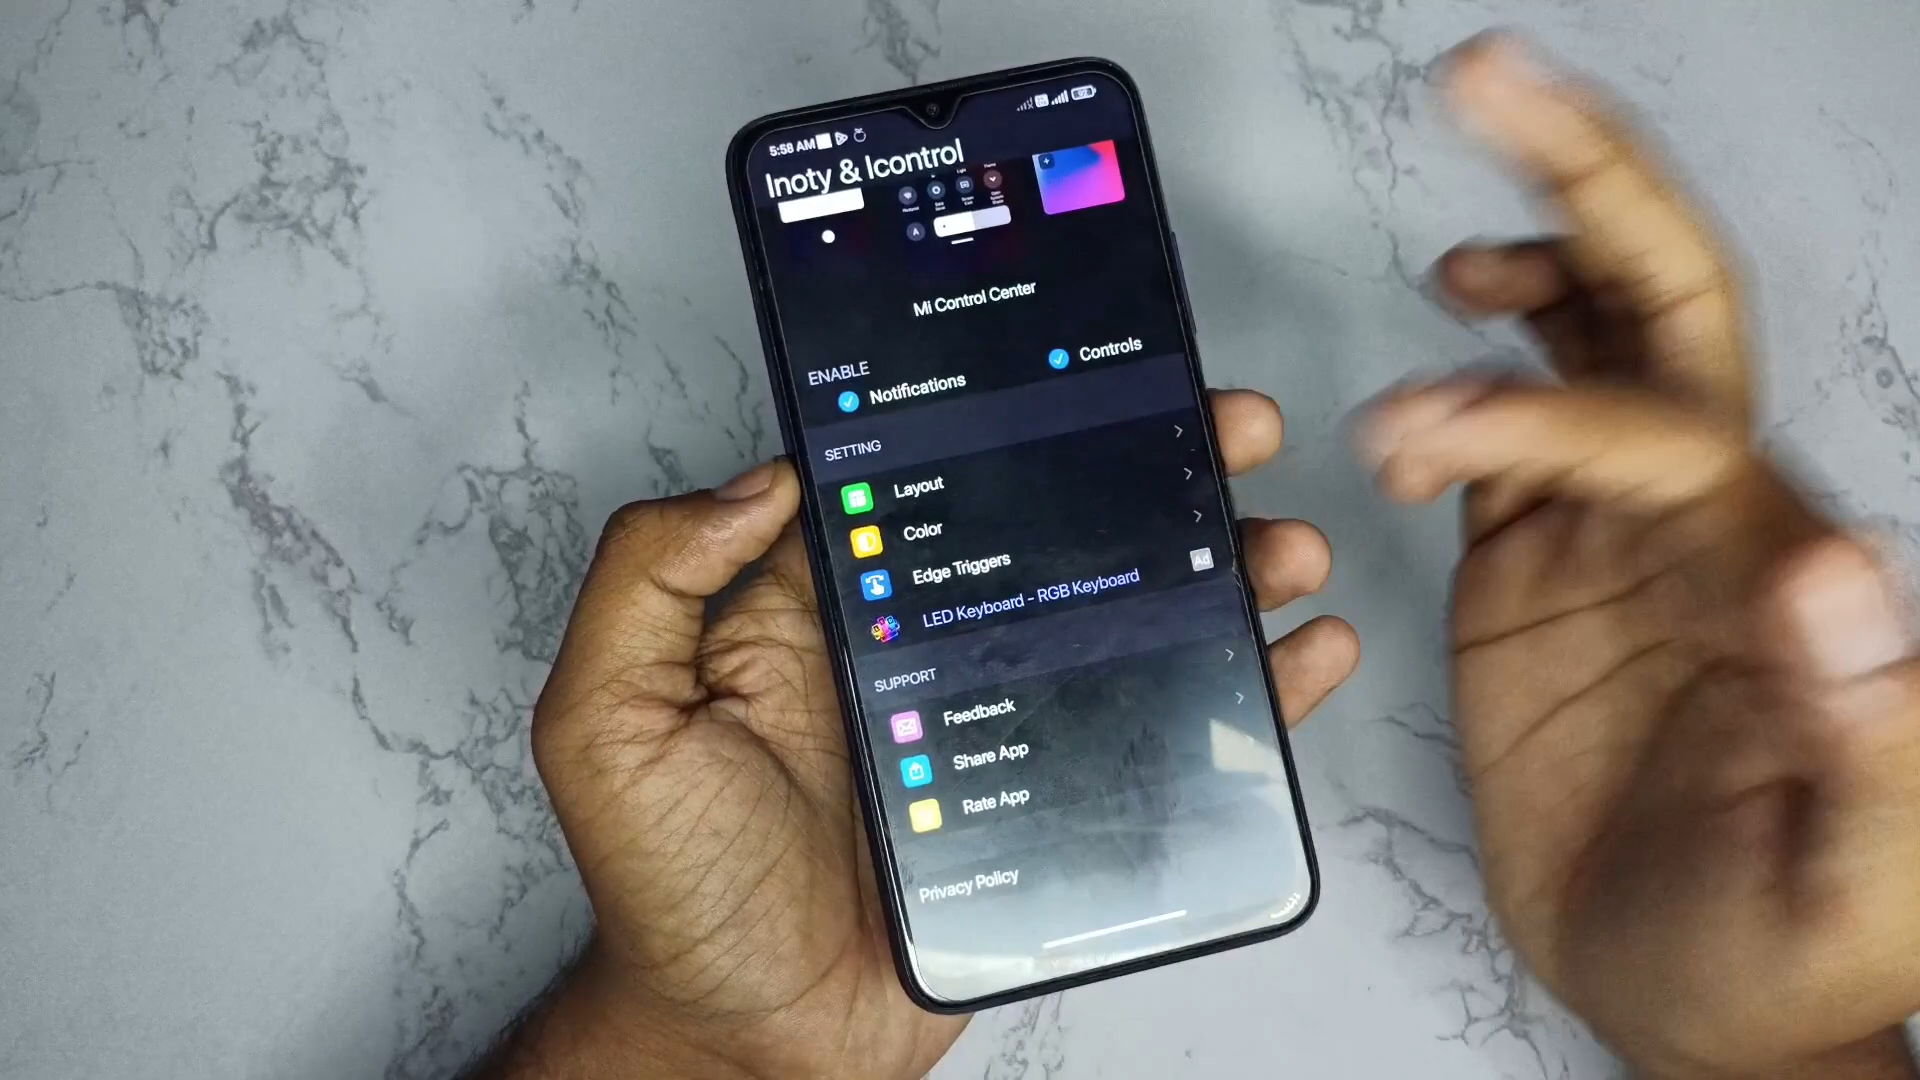 5:58 AM
Inoty & Icontrol
A
Mi Control Center
ENABLE
Notifications
Controls
SETTING
Layout
Color
Edge Triggers
LED Keyboard - RGB Keyboard
Ad
SUPPORT
Feedback
Share App
Rate App
Privacy Policy